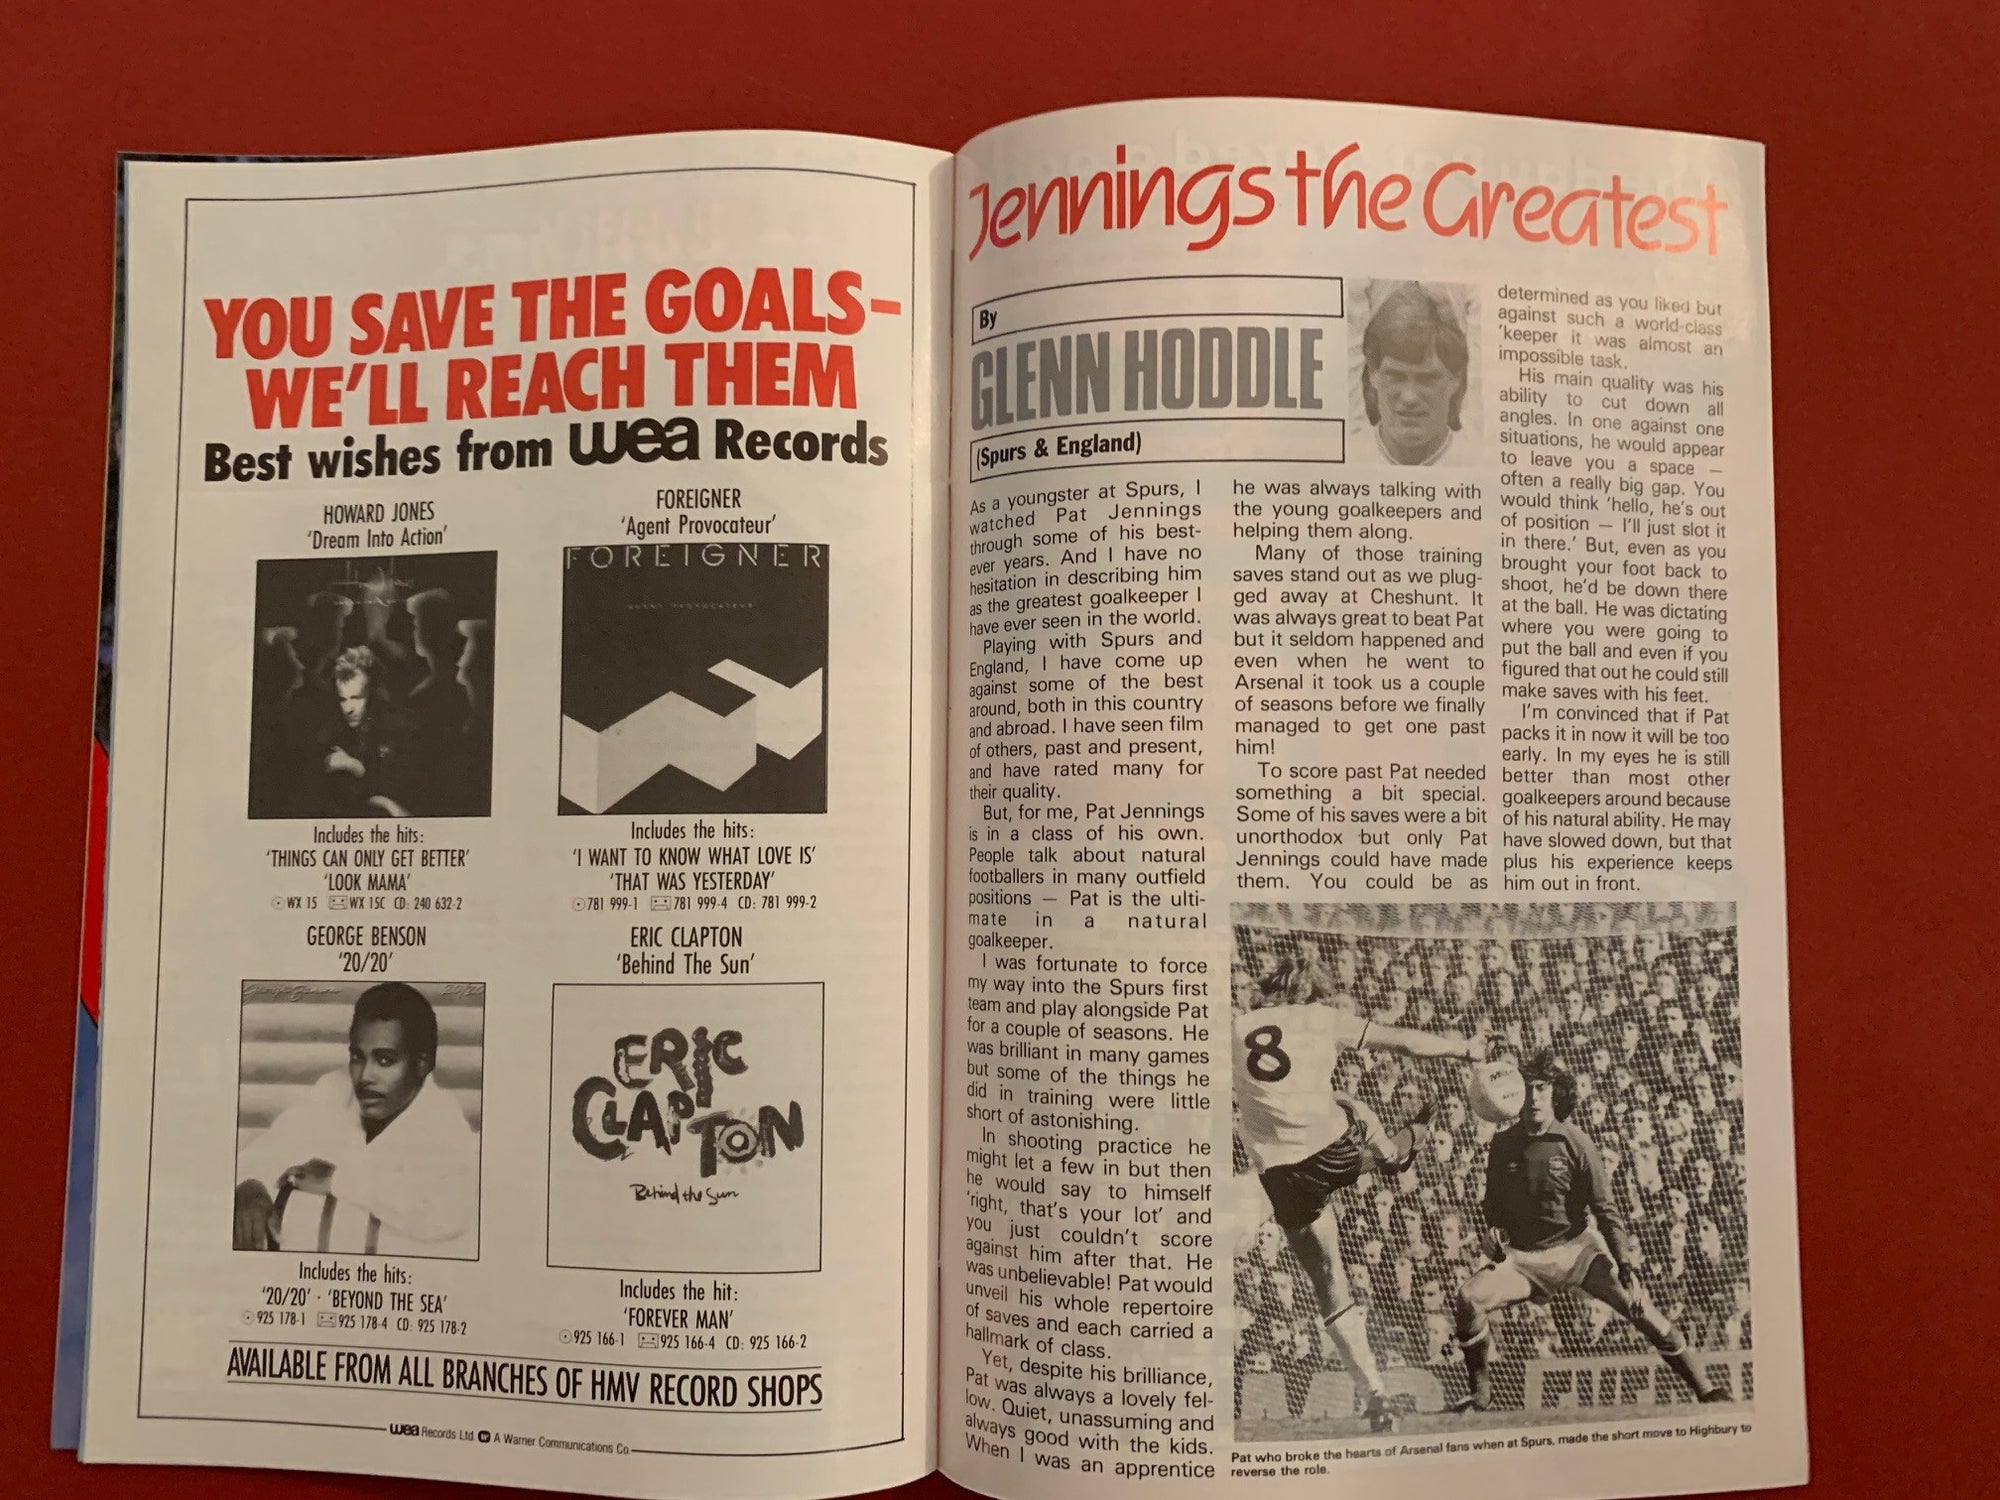 YOU SAVE THE GOALS–
WE'LL REACH THEM
Best wishes from wea Records
HOWARD JONES
'Dream Into Action'
Includes the hits:
'THINGS CAN ONLY GET BETTER'
'LOOK MAMA'
WX 15 WX 15C CD: 240 632-2
FOREIGNER
'Agent Provocateur'
FOREIGNER
AGENT PROVOCATEUR
Includes the hits:
'I WANT TO KNOW WHAT LOVE IS'
'THAT WAS YESTERDAY'
781 999-1 781 999-4 CD: 781 999-2
GEORGE BENSON
'20/20'
George Benson 20/20
Includes the hits:
'20/20' · 'BEYOND THE SEA'
925 178-1 925 178-4 CD: 925 178-2
ERIC CLAPTON
'Behind The Sun'
ERIC
CLAPTON
Behind the Sun
Includes the hit:
'FOREVER MAN'
925 166-1 925 166-4 CD: 925 166-2
AVAILABLE FROM ALL BRANCHES OF HMV RECORD SHOPS
wea Records Ltd. A Warner Communications Co.
Jennings the Greatest
By
GLENN HODDLE
(Spurs & England)
As a youngster at Spurs, I
watched Pat Jennings
through some of his best-
ever years. And I have no
hesitation in describing him
as the greatest goalkeeper I
have ever seen in the world.
Playing with Spurs and
England, I have come up
against some of the best
around, both in this country
and abroad. I have seen film
of others, past and present,
and have rated many for
their quality.
But, for me, Pat Jennings
is in a class of his own.
People talk about natural
footballers in many outfield
positions — Pat is the ulti-
mate in a natural
goalkeeper.
I was fortunate to force
my way into the Spurs first
team and play alongside Pat
for a couple of seasons. He
was brilliant in many games
but some of the things he
did in training were little
short of astonishing.
In shooting practice he
might let a few in but then
he would say to himself
'right, that's your lot' and
you just couldn't score
against him after that. He
was unbelievable! Pat would
unveil his whole repertoire
of saves and each carried a
hallmark of class.
Yet, despite his brilliance,
Pat was always a lovely fel-
low. Quiet, unassuming and
always good with the kids.
When I was an apprentice
he was always talking with
the young goalkeepers and
helping them along.
Many of those training
saves stand out as we plug-
ged away at Cheshunt. It
was always great to beat Pat
but it seldom happened and
even when he went to
Arsenal it took us a couple
of seasons before we finally
managed to get one past
him!
To score past Pat needed
something a bit special.
Some of his saves were a bit
unorthodox but only Pat
Jennings could have made
them. You could be as
determined as you liked but
against such a world-class
'keeper it was almost an
impossible task.
His main quality was his
ability to cut down all
angles. In one against one
situations, he would appear
to leave you a space —
often a really big gap. You
would think 'hello, he's out
of position — I'll just slot it
in there.' But, even as you
brought your foot back to
shoot, he'd be down there
at the ball. He was dictating
where you were going to
put the ball and even if you
figured that out he could still
make saves with his feet.
I'm convinced that if Pat
packs it in now it will be too
early. In my eyes he is still
better than most other
goalkeepers around because
of his natural ability. He may
have slowed down, but that
plus his experience keeps
him out in front.
8
Pat who broke the hearts of Arsenal fans when at Spurs, made the short move to Highbury to
reverse the role.